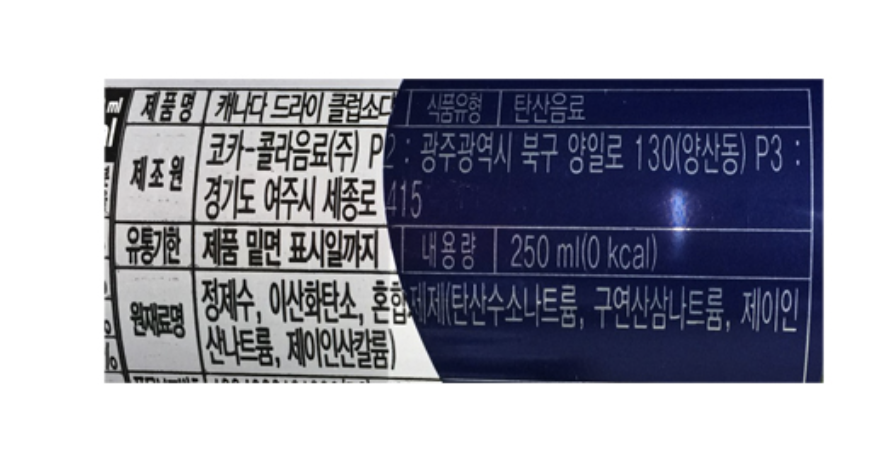 제품명 캐나다 드라이 클럽소다 식품유형 탄산음료
제조원 코카-콜라음료(주) P2 : 광주광역시 북구 양일로 130(양산동) P3 :
경기도 여주시 세종로 415
유통기한 제품 밑면 표시일까지 내용량 250 ml(0 kcal)
원재료명 정제수, 이산화탄소, 혼합제제(탄산수소나트륨, 구연산삼나트륨, 제이인
산나트륨, 제이인산칼륨)